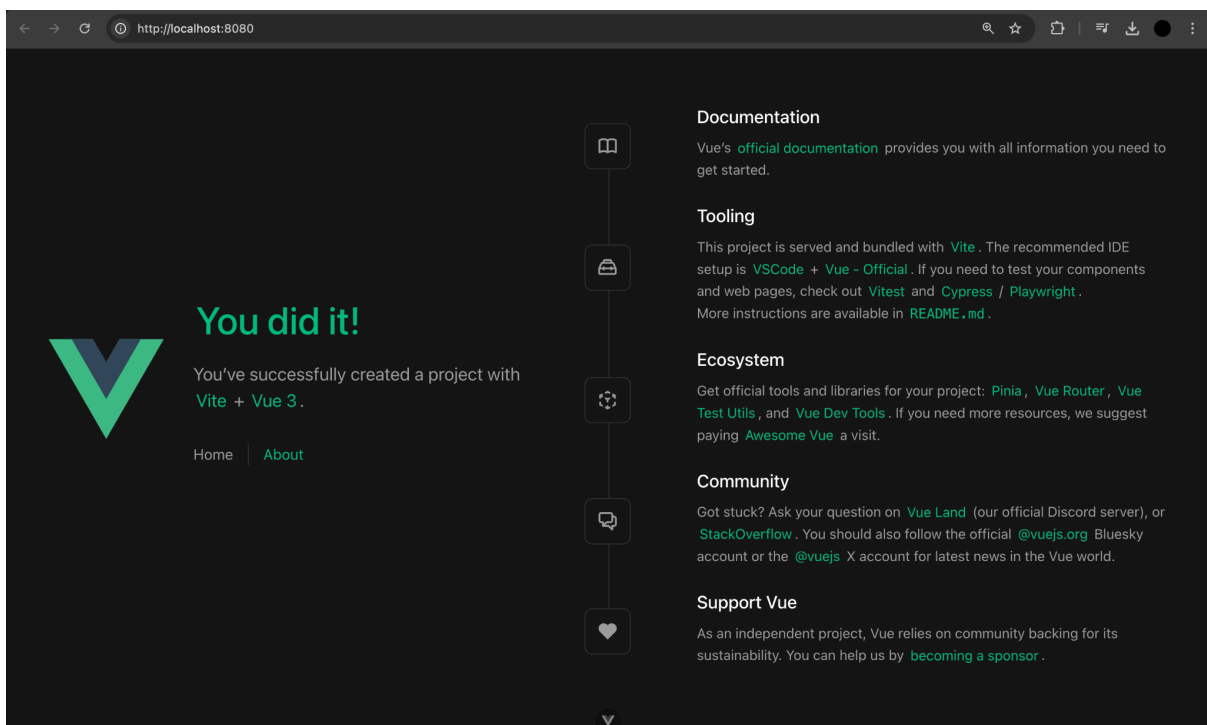 http://localhost:8080
You did it!
You've successfully created a project with
Vite + Vue 3.
Home
About
Documentation
Vue's official documentation provides you with all information you need to
get started.
Tooling
This project is served and bundled with Vite. The recommended IDE
setup is VSCode + Vue - Official. If you need to test your components
and web pages, check out Vitest and Cypress / Playwright.
More instructions are available in README.md.
Ecosystem
Get official tools and libraries for your project: Pinia, Vue Router, Vue
Test Utils, and Vue Dev Tools. If you need more resources, we suggest
paying Awesome Vue a visit.
Community
Got stuck? Ask your question on Vue Land (our official Discord server), or
StackOverflow. You should also follow the official @vuejs.org Bluesky
account or the @vuejs X account for latest news in the Vue world.
Support Vue
As an independent project, Vue relies on community backing for its
sustainability. You can help us by becoming a sponsor.